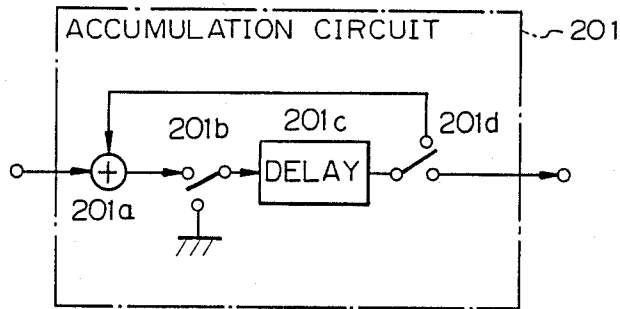 ACCUMULATION CIRCUIT
201
201b
201c
201d
+
DELAY
201a